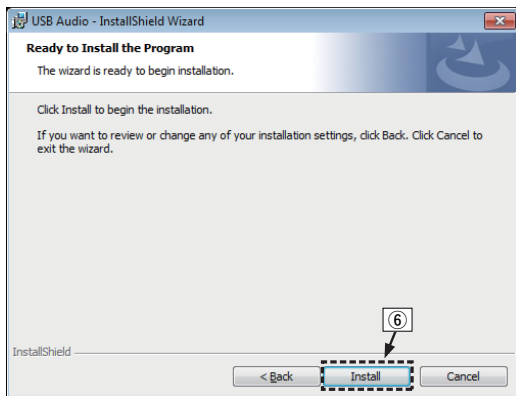 USB Audio - InstallShield Wizard
Ready to Install the Program
The wizard is ready to begin installation.
Click Install to begin the installation.
If you want to review or change any of your installation settings, click Back. Click Cancel to
exit the wizard.
⑥
InstallShield
< Back Install Cancel